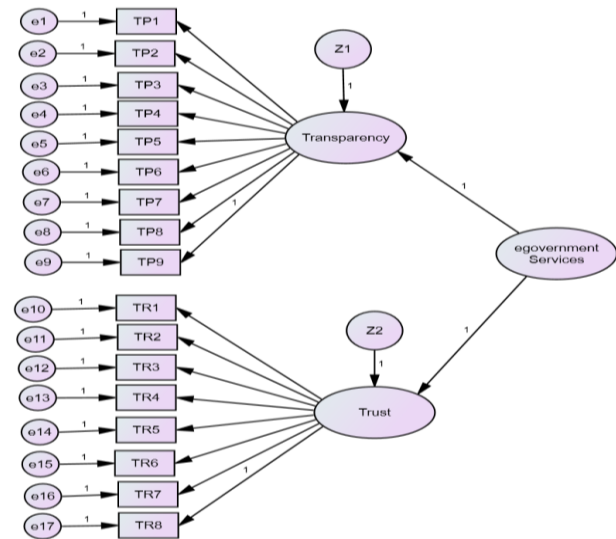 e1 1 TP1
e2 1 TP2
e3 1 TP3
e4 1 TP4
e5 1 TP5
e6 1 TP6
e7 1 TP7
e8 1 TP8
e9 1 TP9
1
Z1
1
Transparency
1
egovernment
Services
1
e10 1 TR1
e11 1 TR2
e12 1 TR3
e13 1 TR4
e14 1 TR5
e15 1 TR6
e16 1 TR7
e17 1 TR8
1
Z2
1
Trust